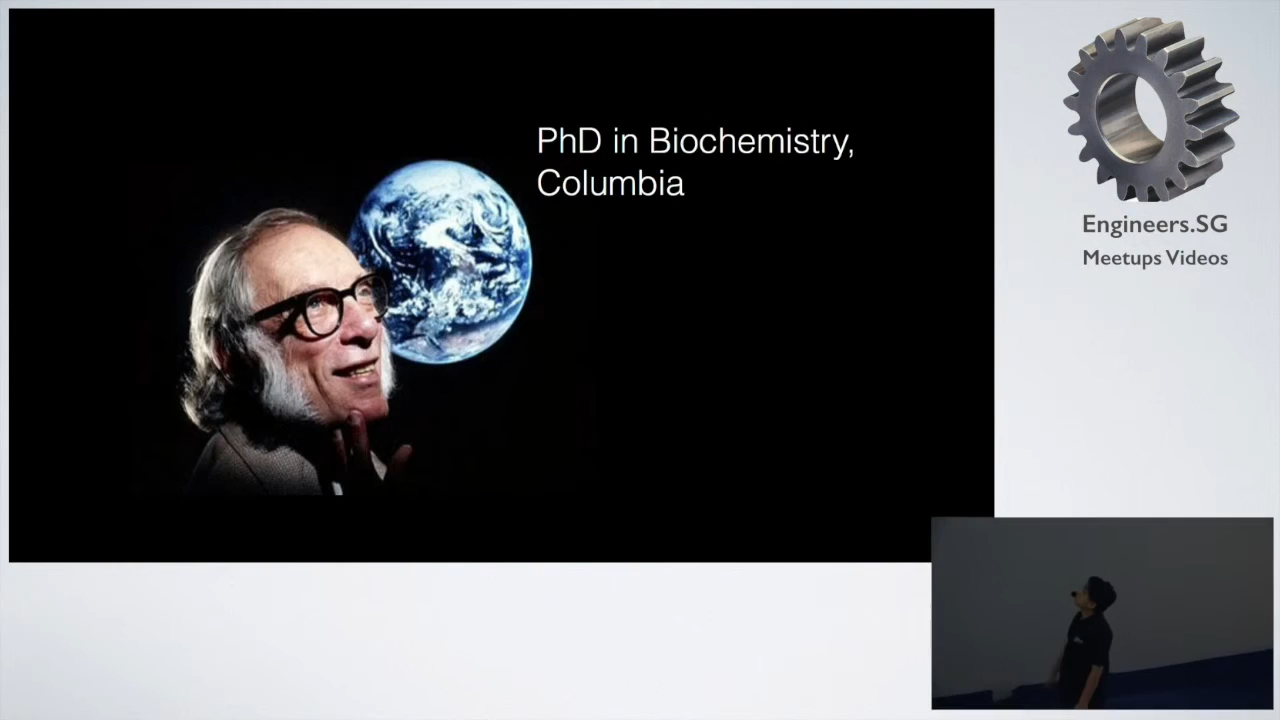 PhD in Biochemistry,
Columbia
Engineers.SG
Meetups Videos